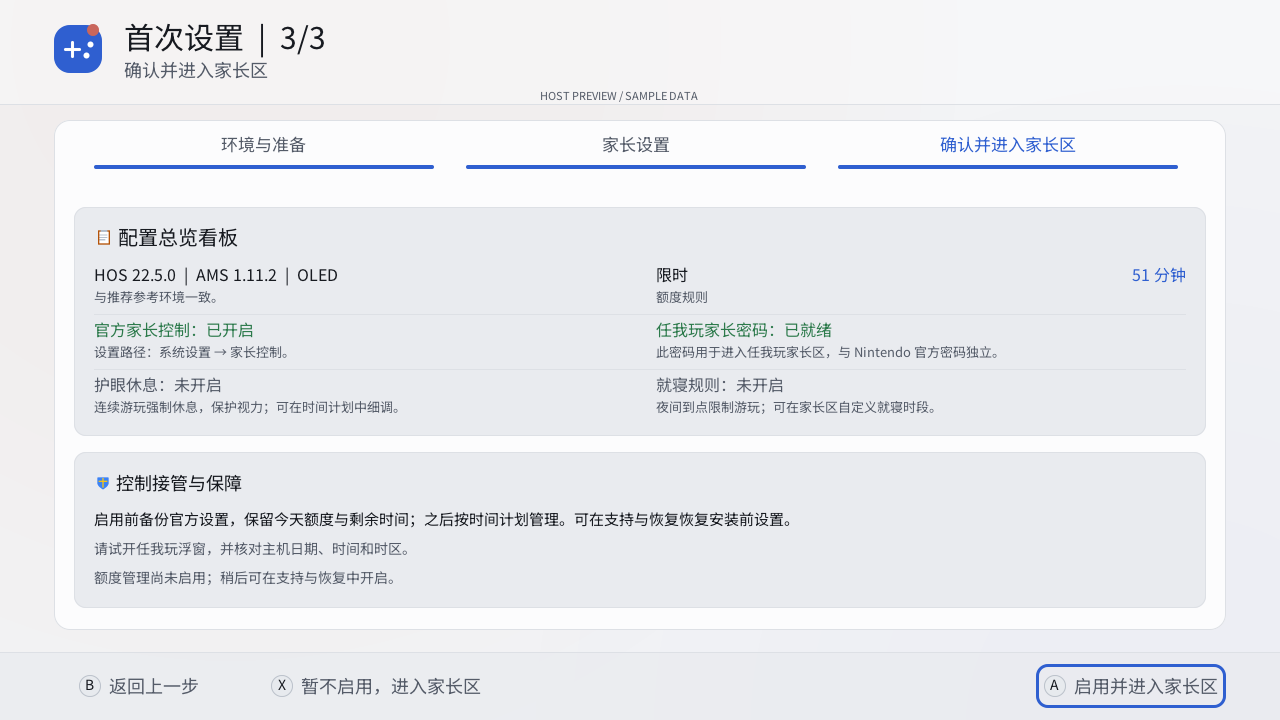 首次设置 | 3/3
确认并进入家长区
HOST PREVIEW / SAMPLE DATA
环境与准备
家长设置
确认并进入家长区
配置总览看板
HOS 22.5.0 | AMS 1.11.2 | OLED
与推荐参考环境一致。
限时
51 分钟
额度规则
官方家长控制：已开启
设置路径：系统设置 → 家长控制。
任我玩家长密码：已就绪
此密码用于进入任我玩家长区，与 Nintendo 官方密码独立。
护眼休息：未开启
连续游玩强制休息，保护视力；可在时间计划中细调。
就寝规则：未开启
夜间到点限制游玩；可在家长区自定义就寝时段。
控制接管与保障
启用前备份官方设置，保留今天额度与剩余时间；之后按时间计划管理。可在支持与恢复恢复安装前设置。
请试开任我玩浮窗，并核对主机日期、时间和时区。
额度管理尚未启用；稍后可在支持与恢复中开启。
B 返回上一步
X 暂不启用，进入家长区
A 启用并进入家长区